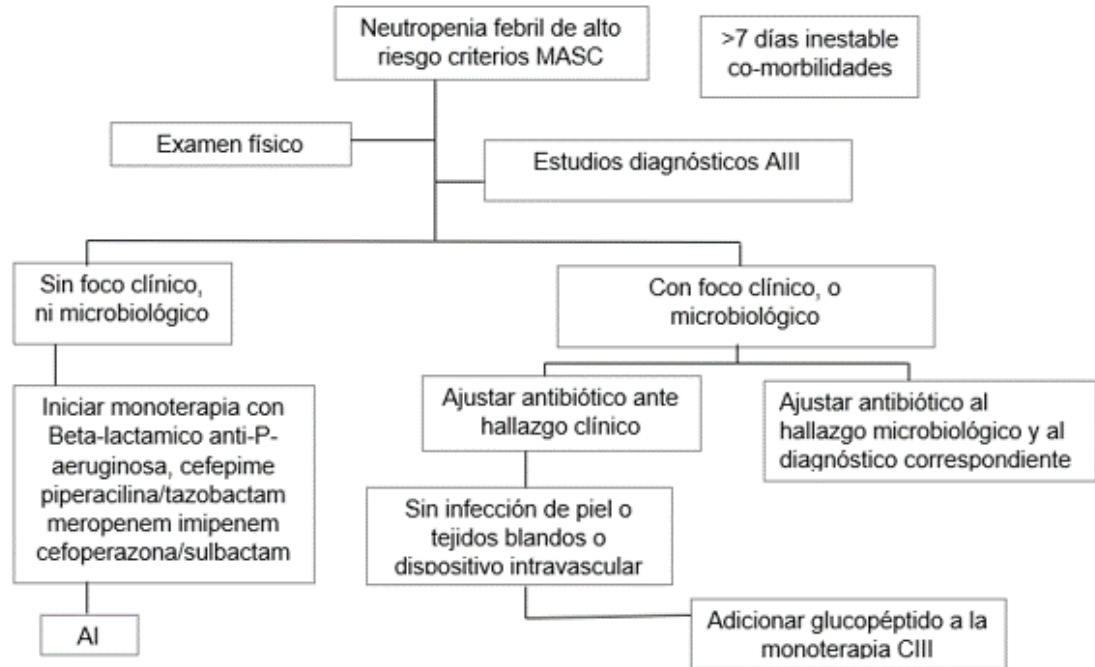 Neutropenia febril de alto
riesgo criterios MASC
>7 días inestable
co-morbilidades
Examen físico
Estudios diagnósticos AIII
Sin foco clínico,
ni microbiológico
Con foco clínico, o
microbiológico
Iniciar monoterapia con
Beta-lactamico anti-P-
aeruginosa, cefepime
piperacilina/tazobactam
meropenem imipenem
cefoperazona/sulbactam
Ajustar antibiótico ante
hallazgo clínico
Ajustar antibiótico al
hallazgo microbiológico y al
diagnóstico correspondiente
Sin infección de piel o
tejidos blandos o
dispositivo intravascular
AI
Adicionar glucopéptido a la
monoterapia CIII